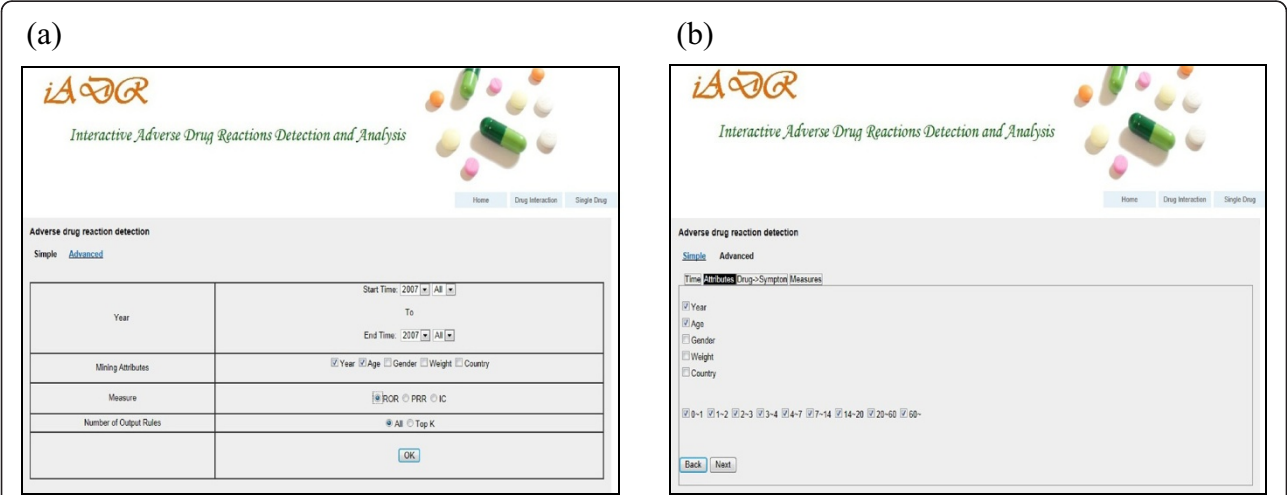 (a)
iADR
Interactive Adverse Drug Reactions Detection and Analysis
Home Drug Interaction Single Drug
Adverse drug reaction detection
Simple Advanced
Year
Start Time: 2007 All
To
End Time: 2007 All
Mining Attributes
Year Age Gender Weight Country
Measure
ROR PRR IC
Number of Output Rules
All Top K
OK
(b)
iADR
Interactive Adverse Drug Reactions Detection and Analysis
Home Drug Interaction Single Drug
Adverse drug reaction detection
Simple Advanced
Time Attributes Drug->Sympton Measures
Year
Age
Gender
Weight
Country
0~1 1~2 2~3 3~4 4~7 7~14 14~20 20~60 60~
Back Next